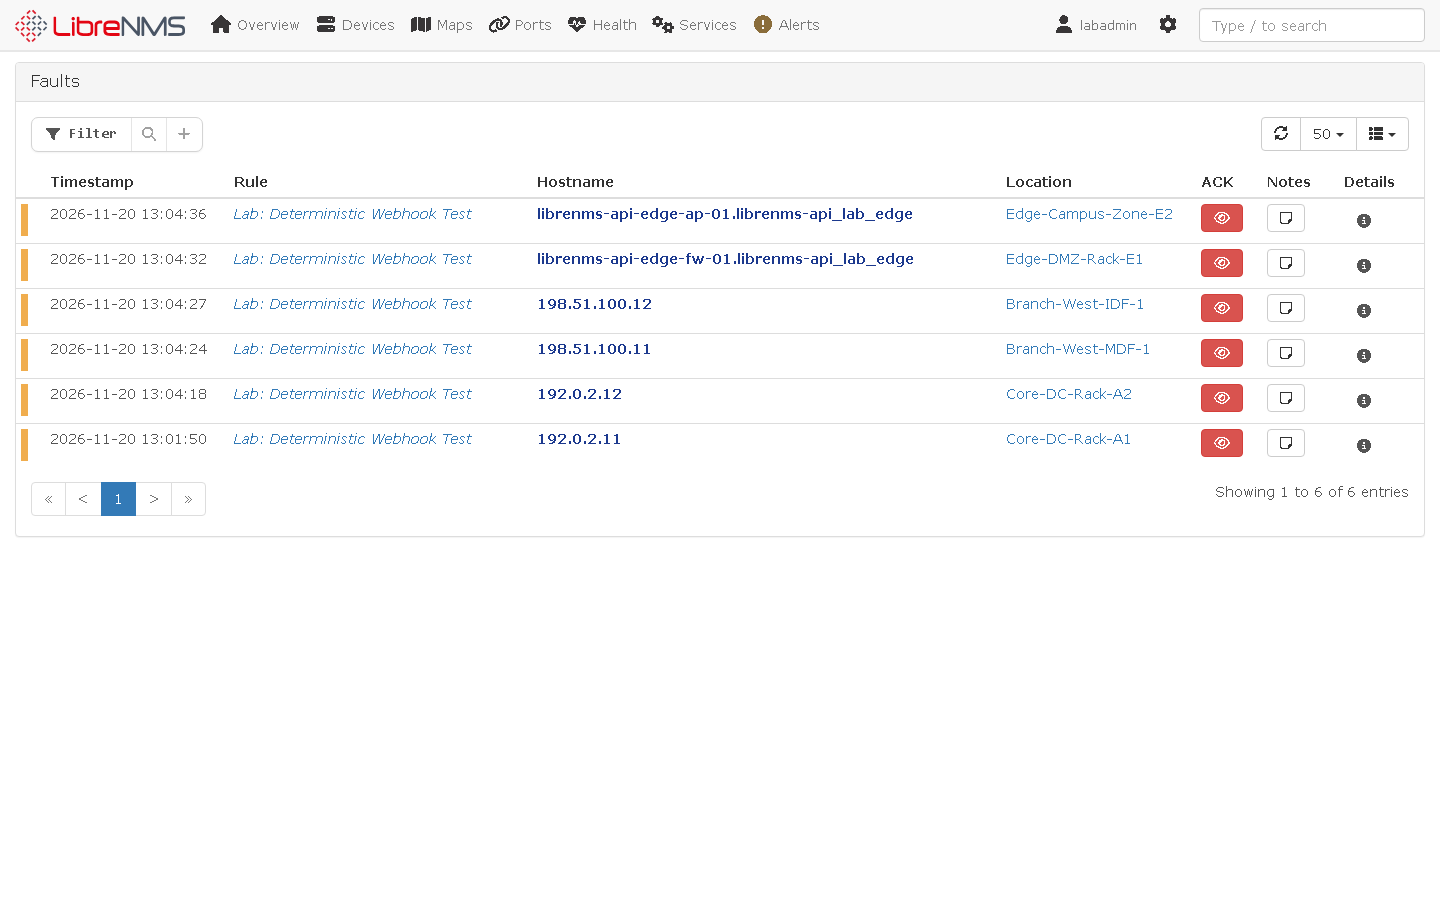 LibreNMS Overview Devices Maps Ports Health Services Alerts labadmin Type / to search
Faults
Filter 50
Timestamp Rule Hostname Location ACK Notes Details
2026-11-20 13:04:36 Lab: Deterministic Webhook Test librenms-api-edge-ap-01.librenms-api_lab_edge Edge-Campus-Zone-E2
2026-11-20 13:04:32 Lab: Deterministic Webhook Test librenms-api-edge-fw-01.librenms-api_lab_edge Edge-DMZ-Rack-E1
2026-11-20 13:04:27 Lab: Deterministic Webhook Test 198.51.100.12 Branch-West-IDF-1
2026-11-20 13:04:24 Lab: Deterministic Webhook Test 198.51.100.11 Branch-West-MDF-1
2026-11-20 13:04:18 Lab: Deterministic Webhook Test 192.0.2.12 Core-DC-Rack-A2
2026-11-20 13:01:50 Lab: Deterministic Webhook Test 192.0.2.11 Core-DC-Rack-A1
« < 1 > » Showing 1 to 6 of 6 entries